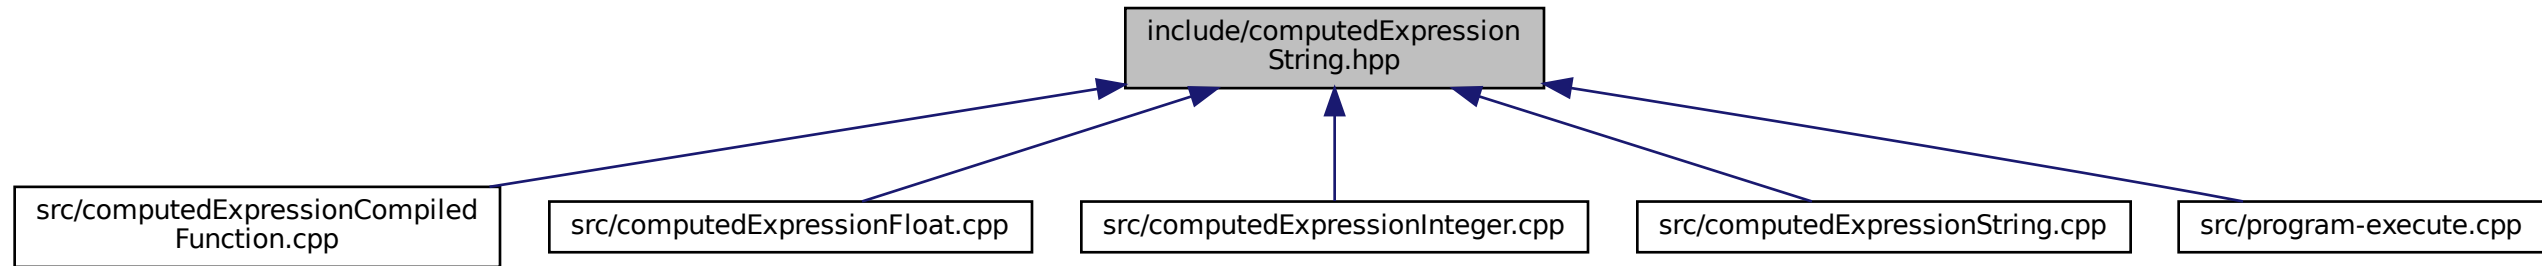 include/computedExpression
String.hpp
src/computedExpressionCompiled
Function.cpp
src/computedExpressionFloat.cpp
src/computedExpressionInteger.cpp
src/computedExpressionString.cpp
src/program-execute.cpp